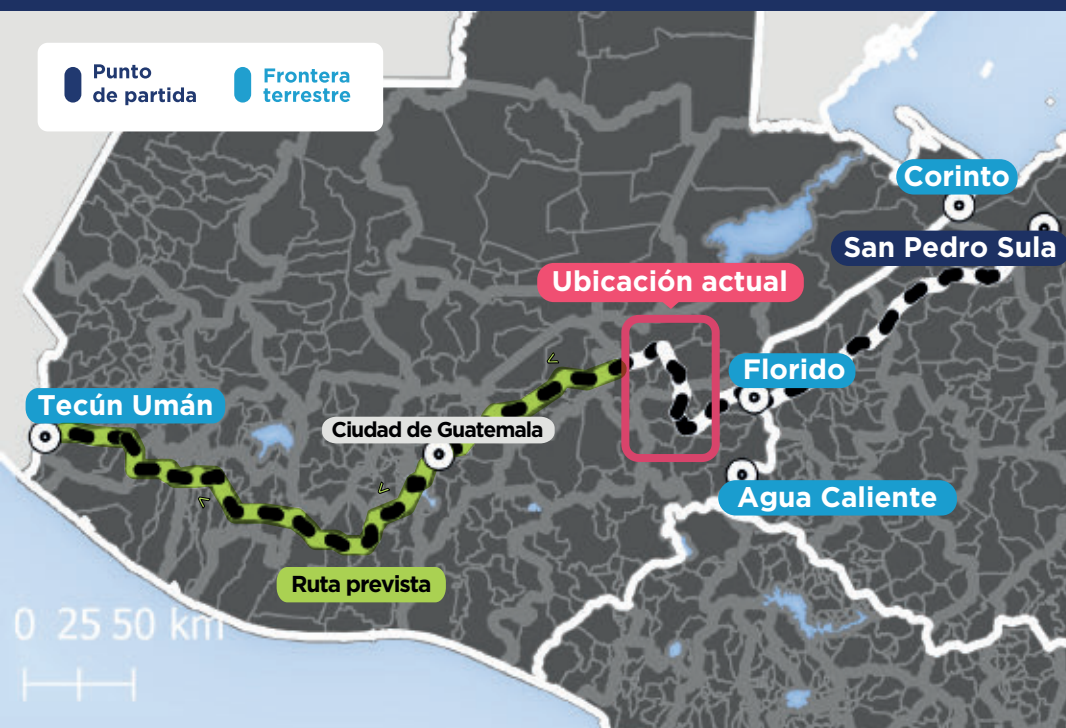 Punto
de partida
Frontera
terrestre
Corinto
San Pedro Sula
Ubicación actual
Florido
Tecún Umán
Ciudad de Guatemala
Agua Caliente
Ruta prevista
0 25 50 km